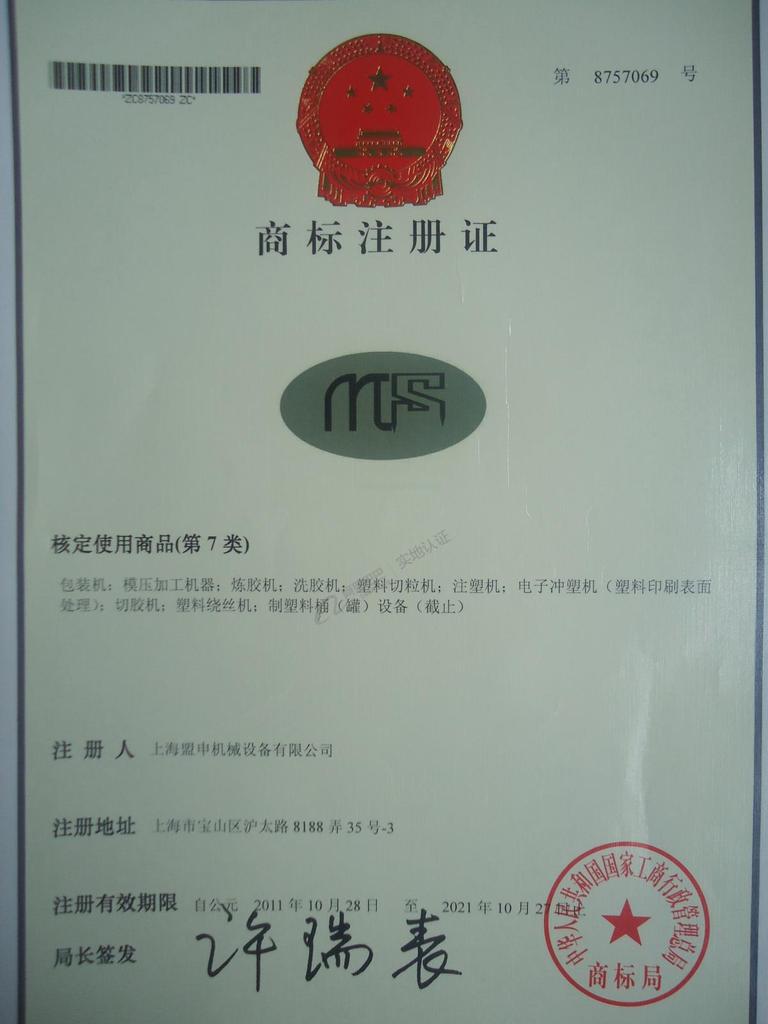 *ZC8757069 ZC*
第 8757069 号
商标注册证
MS
核定使用商品(第 7 类)
包装机；模压加工机器；炼胶机；洗胶机；塑料切粒机；注塑机；电子冲塑机（塑料印刷表面
处理）；切胶机；塑料绕丝机；制塑料桶（罐）设备（截止）
实地认证
注 册 人 上海盟申机械设备有限公司
注册地址 上海市宝山区沪太路 8188 弄 35 号-3
注册有效期限 自公元 2011 年 10 月 28 日 至 2021 年 10 月 27 日止
局长签发 许瑞表
中华人民共和国国家工商行政管理总局
商标局